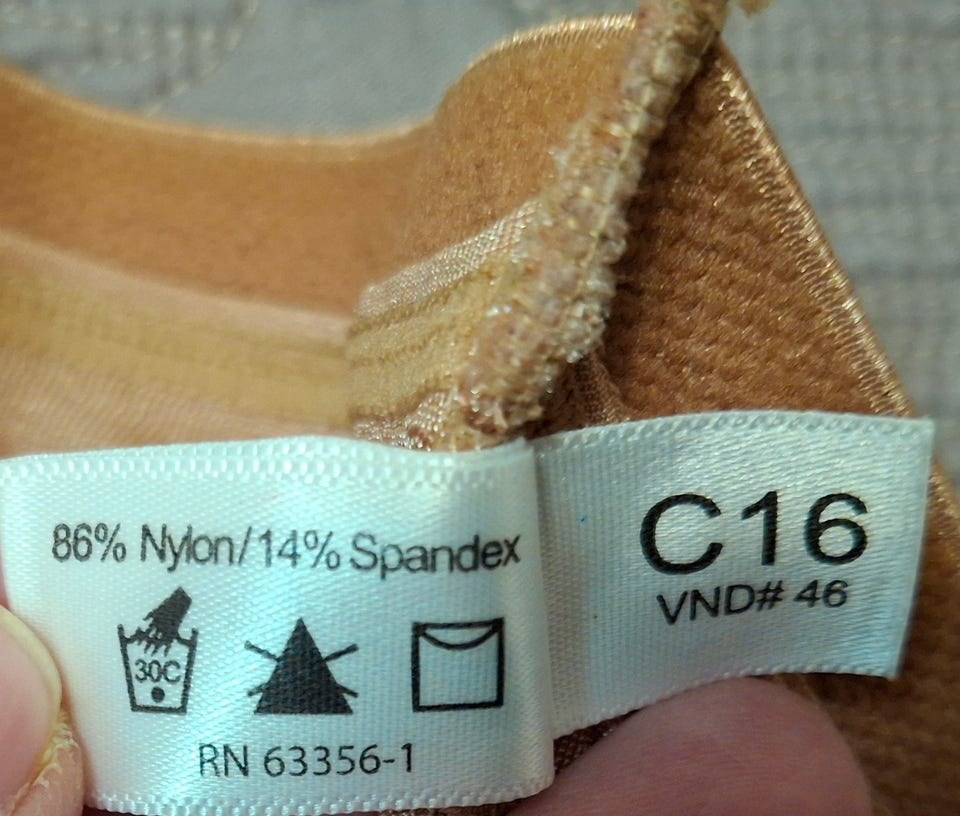 86% Nylon/14% Spandex
30C
RN 63356-1
C16
VND# 46